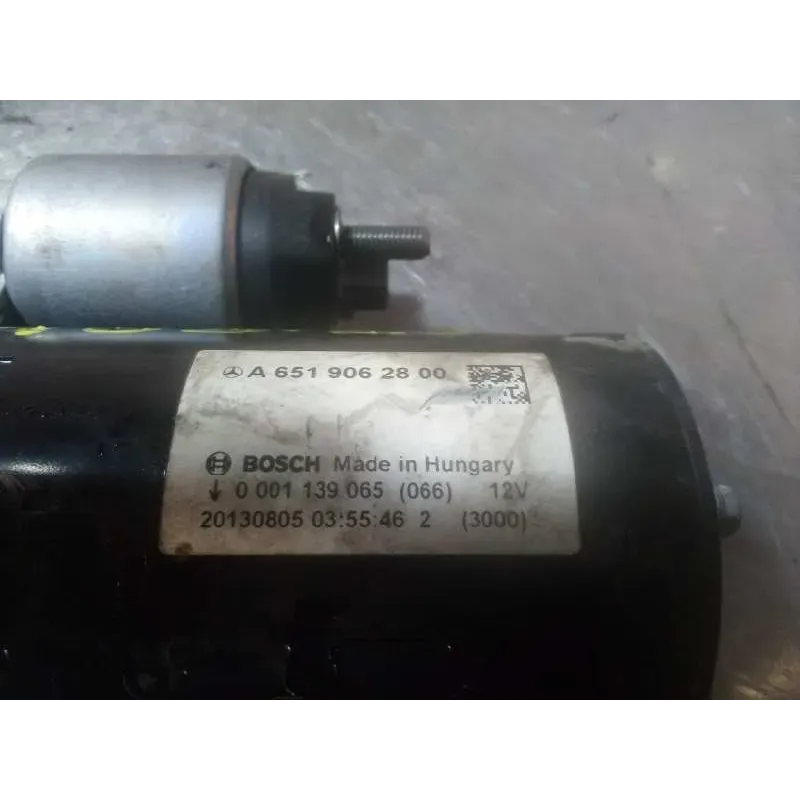 A 651 906 28 00
BOSCH Made in Hungary
0 001 139 065 (066) 12V
20130805 03:55:46 2 (3000)